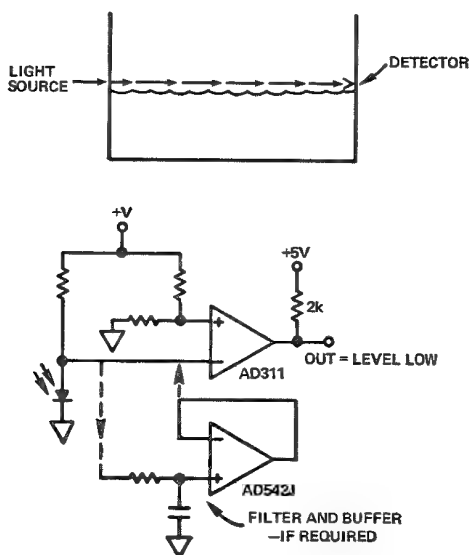 LIGHT
SOURCE
DETECTOR
+V
+5V
2k
+
−
AD311
OUT = LEVEL LOW
−
+
AD542J
FILTER AND BUFFER
−IF REQUIRED